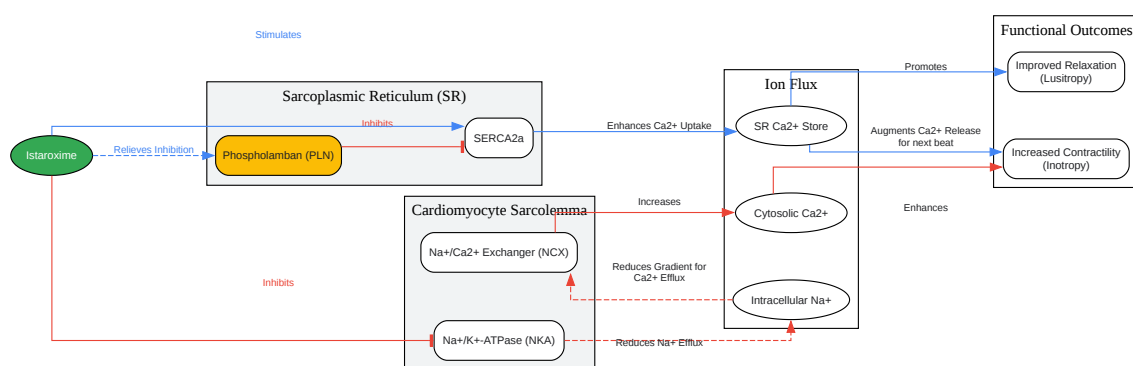 Functional Outcomes
Stimulates
Improved Relaxation
(Lusitropy)
Promotes
Ion Flux
Sarcoplasmic Reticulum (SR)
Inhibits
SERCA2a
Enhances Ca2+ Uptake
SR Ca2+ Store
Augments Ca2+ Release
for next beat
Istaroxime
Relieves Inhibition
Phospholamban (PLN)
Increased Contractility
(Inotropy)
Cardiomyocyte Sarcolemma
Increases
Cytosolic Ca2+
Enhances
Na+/Ca2+ Exchanger (NCX)
Reduces Gradient for
Ca2+ Efflux
Inhibits
Intracellular Na+
Na+/K+-ATPase (NKA)
Reduces Na+ Efflux